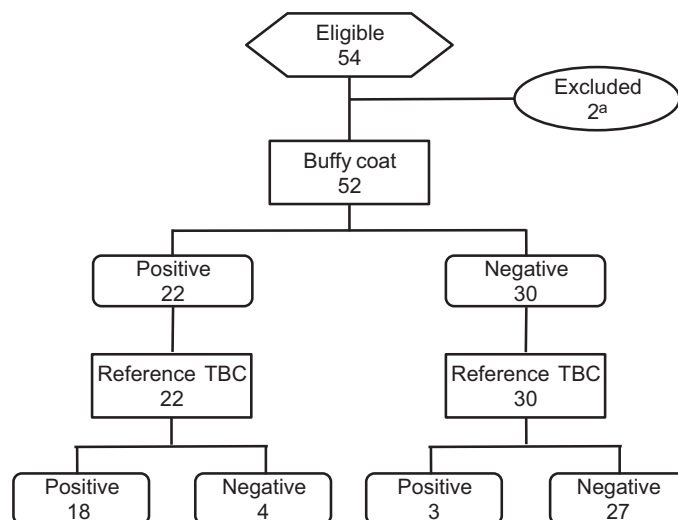 Eligible
54
Excluded
2ª
Buffy coat
52
Positive
22
Negative
30
Reference TBC
22
Reference TBC
30
Positive
18
Negative
4
Positive
3
Negative
27